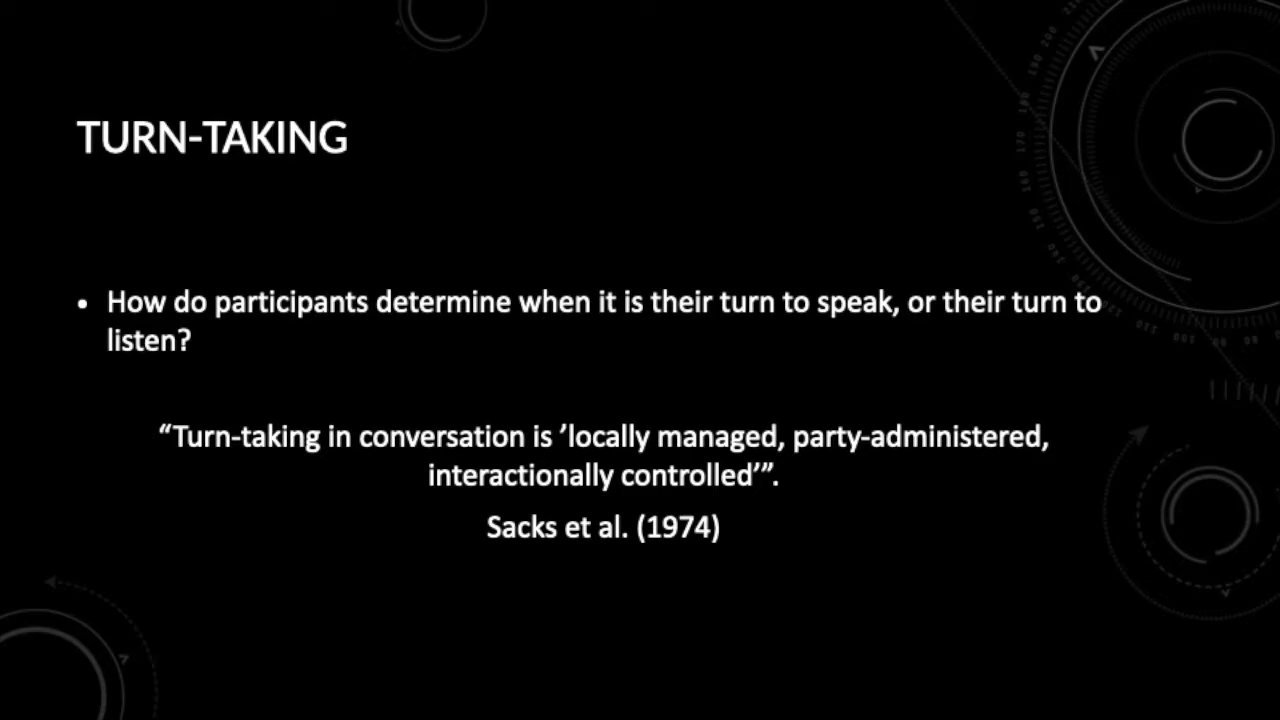 TURN-TAKING
• How do participants determine when it is their turn to speak, or their turn to
listen?
“Turn-taking in conversation is ’locally managed, party-administered,
interactionally controlled’”.
Sacks et al. (1974)